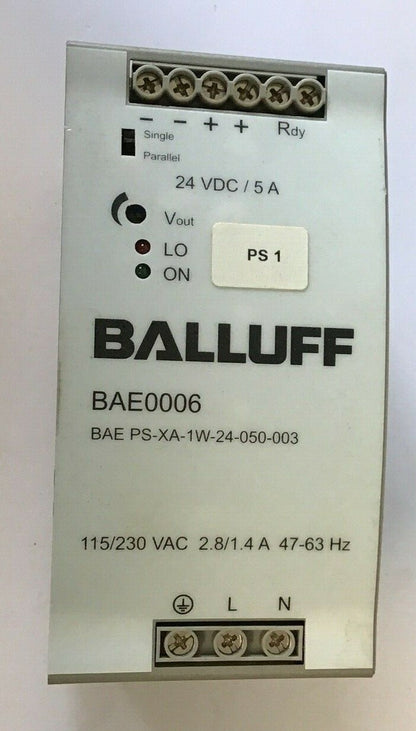 − − + + Rdy
Single
Parallel
24 VDC / 5 A
Vout
LO
ON
PS 1
BALLUFF
BAE0006
BAE PS-XA-1W-24-050-003
115/230 VAC 2.8/1.4 A 47-63 Hz
L N